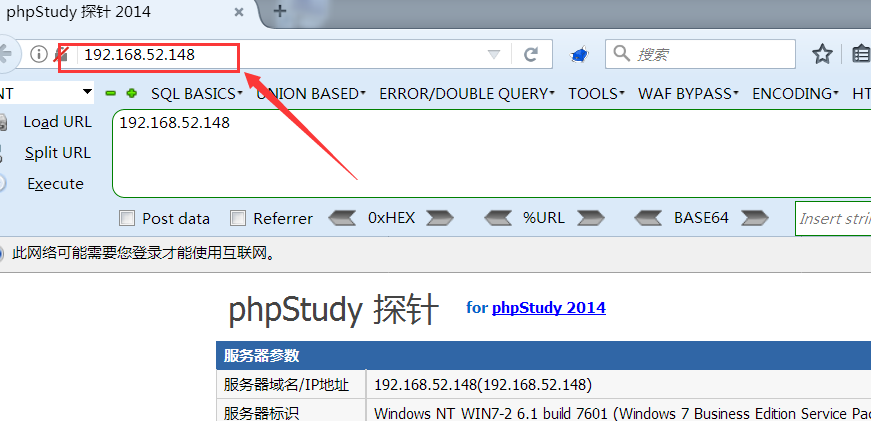 phpStudy 探针 2014
192.168.52.148
搜索
NT SQL BASICS UNION BASED ERROR/DOUBLE QUERY TOOLS WAF BYPASS ENCODING HT
Load URL
192.168.52.148
Split URL
Execute
Post data Referrer 0xHEX %URL BASE64 Insert strin
此网络可能需要您登录才能使用互联网。
phpStudy 探针 for phpStudy 2014
服务器参数
服务器域名/IP地址 192.168.52.148(192.168.52.148)
服务器标识 Windows NT WIN7-2 6.1 build 7601 (Windows 7 Business Edition Service Pac